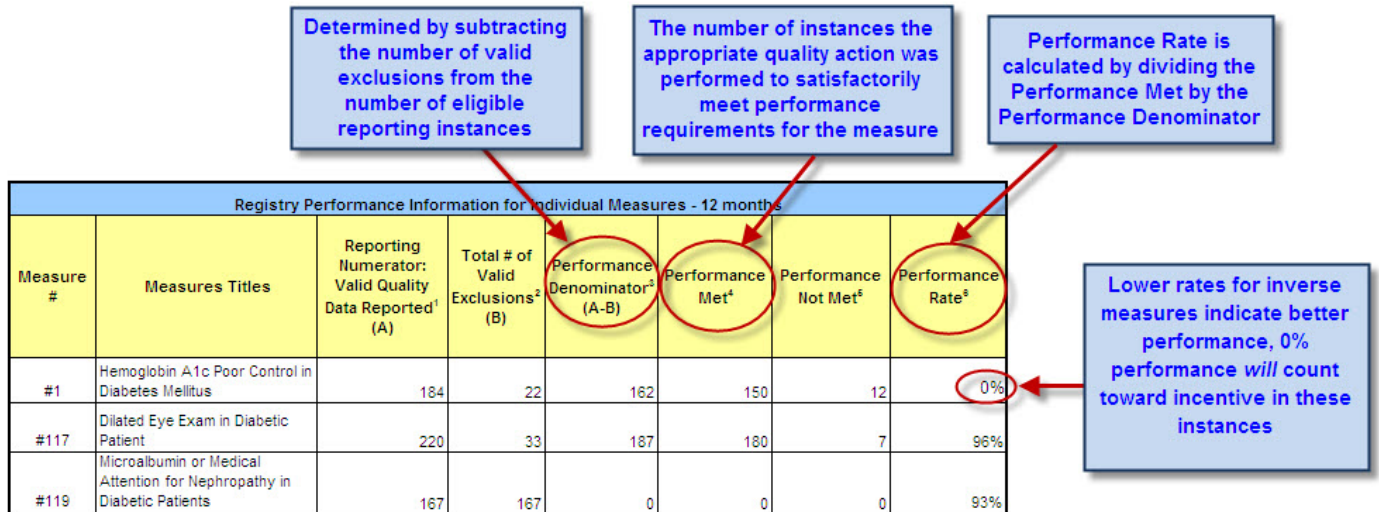 Determined by subtracting
the number of valid
exclusions from the
number of eligible
reporting instances
The number of instances the
appropriate quality action was
performed to satisfactorily
meet performance
requirements for the measure
Performance Rate is
calculated by dividing the
Performance Met by the
Performance Denominator
Registry Performance Information for Individual Measures - 12 months
Measure
#
Measures Titles
Reporting
Numerator:
Valid Quality
Data Reported¹
(A)
Total # of
Valid
Exclusions²
(B)
Performance
Denominator³
(A-B)
Performance
Met⁴
Performance
Not Met⁵
Performance
Rate⁶
#1
Hemoglobin A1c Poor Control in
Diabetes Mellitus
184
22
162
150
12
0%
#117
Dilated Eye Exam in Diabetic
Patient
220
33
187
180
7
96%
#119
Microalbumin or Medical
Attention for Nephropathy in
Diabetic Patients
167
167
0
0
0
93%
Lower rates for inverse
measures indicate better
performance, 0%
performance will count
toward incentive in these
instances